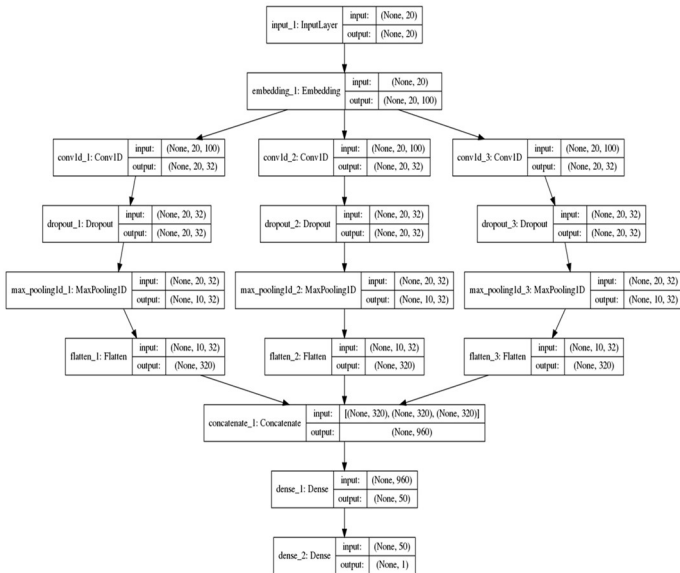 input_1: InputLayer input: (None, 20)
output: (None, 20)
embedding_1: Embedding input: (None, 20)
output: (None, 20, 100)
conv1d_1: Conv1D input: (None, 20, 100)
output: (None, 20, 32)
conv1d_2: Conv1D input: (None, 20, 100)
output: (None, 20, 32)
conv1d_3: Conv1D input: (None, 20, 100)
output: (None, 20, 32)
dropout_1: Dropout input: (None, 20, 32)
output: (None, 20, 32)
dropout_2: Dropout input: (None, 20, 32)
output: (None, 20, 32)
dropout_3: Dropout input: (None, 20, 32)
output: (None, 20, 32)
max_pooling1d_1: MaxPooling1D input: (None, 20, 32)
output: (None, 10, 32)
max_pooling1d_2: MaxPooling1D input: (None, 20, 32)
output: (None, 10, 32)
max_pooling1d_3: MaxPooling1D input: (None, 20, 32)
output: (None, 10, 32)
flatten_1: Flatten input: (None, 10, 32)
output: (None, 320)
flatten_2: Flatten input: (None, 10, 32)
output: (None, 320)
flatten_3: Flatten input: (None, 10, 32)
output: (None, 320)
concatenate_1: Concatenate input: [(None, 320), (None, 320), (None, 320)]
output: (None, 960)
dense_1: Dense input: (None, 960)
output: (None, 50)
dense_2: Dense input: (None, 50)
output: (None, 1)